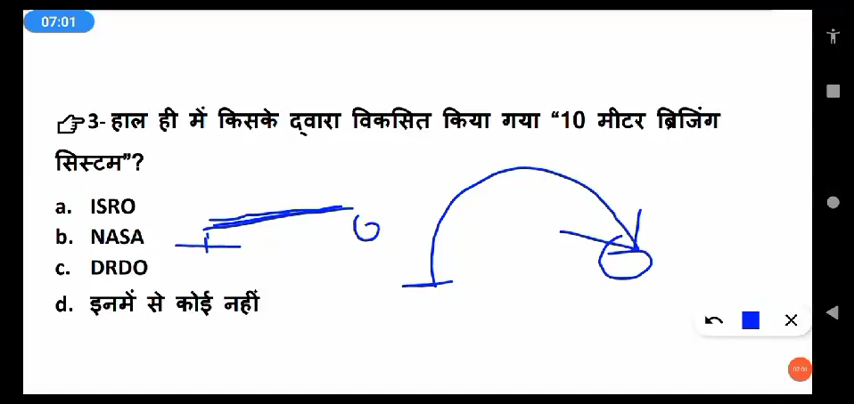 07:01
3- हाल ही में किसके द्वारा विकसित किया गया “10 मीटर ब्रिजिंग
सिस्टम”?
a. ISRO
b. NASA
c. DRDO
d. इनमें से कोई नहीं